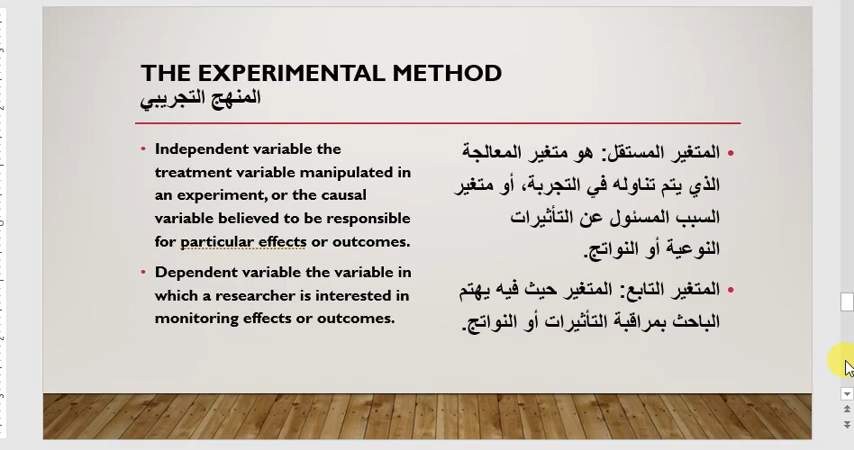 THE EXPERIMENTAL METHOD
المنهج التجريبي
• Independent variable the
treatment variable manipulated in
an experiment, or the causal
variable believed to be responsible
for particular effects or outcomes.
• Dependent variable the variable in
which a researcher is interested in
monitoring effects or outcomes.
• المتغير المستقل: هو متغير المعالجة
الذي يتم تناوله في التجربة، أو متغير
السبب المسئول عن التأثيرات
النوعية أو النواتج.
• المتغير التابع: المتغير حيث فيه يهتم
الباحث بمراقبة التأثيرات أو النواتج.